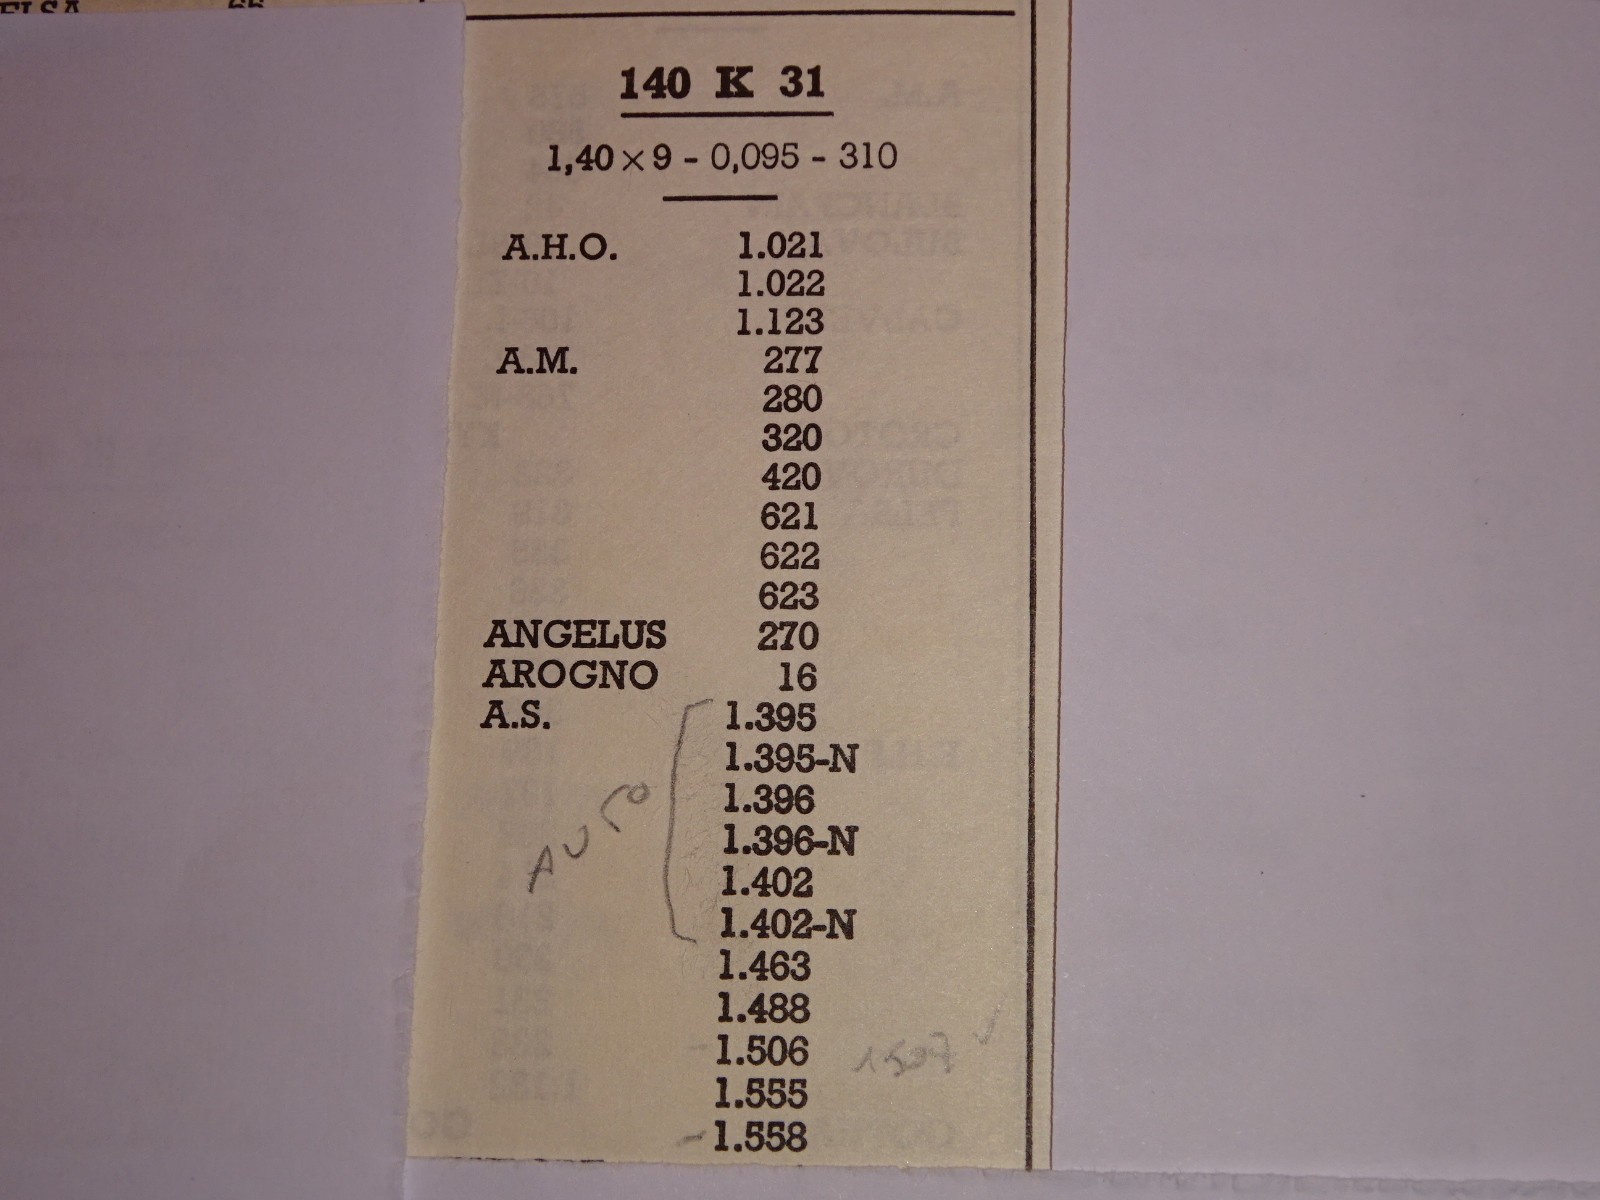 140 K 31
1,40 × 9 - 0,095 - 310
A.H.O. 1.021
1.022
1.123
A.M. 277
280
320
420
621
622
623
ANGELUS 270
AROGNO 16
A.S. 1.395
1.395-N
1.396
1.396-N
1.402
1.402-N
1.463
1.488
- 1.506
1.555
- 1.558